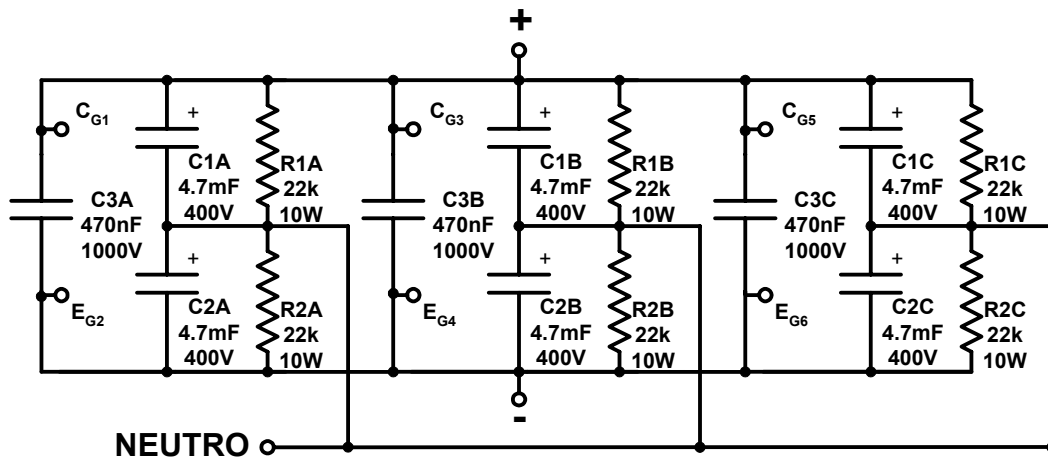 +
C_G1
+
C1A
4.7mF
400V
R1A
22k
10W
C3A
470nF
1000V
+
C2A
4.7mF
400V
R2A
22k
10W
E_G2
C_G3
+
C1B
4.7mF
400V
R1B
22k
10W
C3B
470nF
1000V
+
C2B
4.7mF
400V
R2B
22k
10W
E_G4
C_G5
+
C1C
4.7mF
400V
R1C
22k
10W
C3C
470nF
1000V
+
C2C
4.7mF
400V
R2C
22k
10W
E_G6
-
NEUTRO